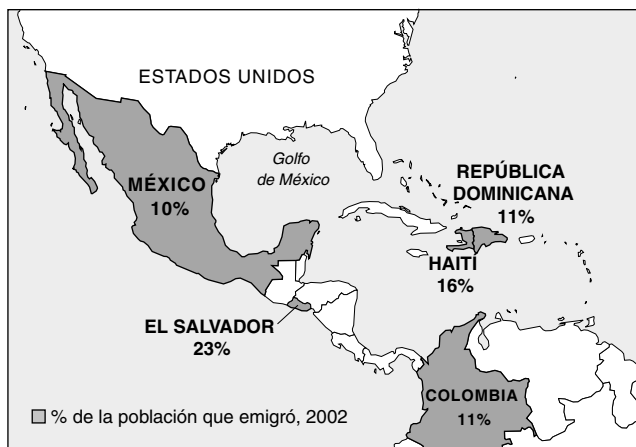 ESTADOS UNIDOS
Golfo
de México
MÉXICO
10%
REPÚBLICA
DOMINICANA
11%
HAITÍ
16%
EL SALVADOR
23%
COLOMBIA
11%
% de la población que emigró, 2002